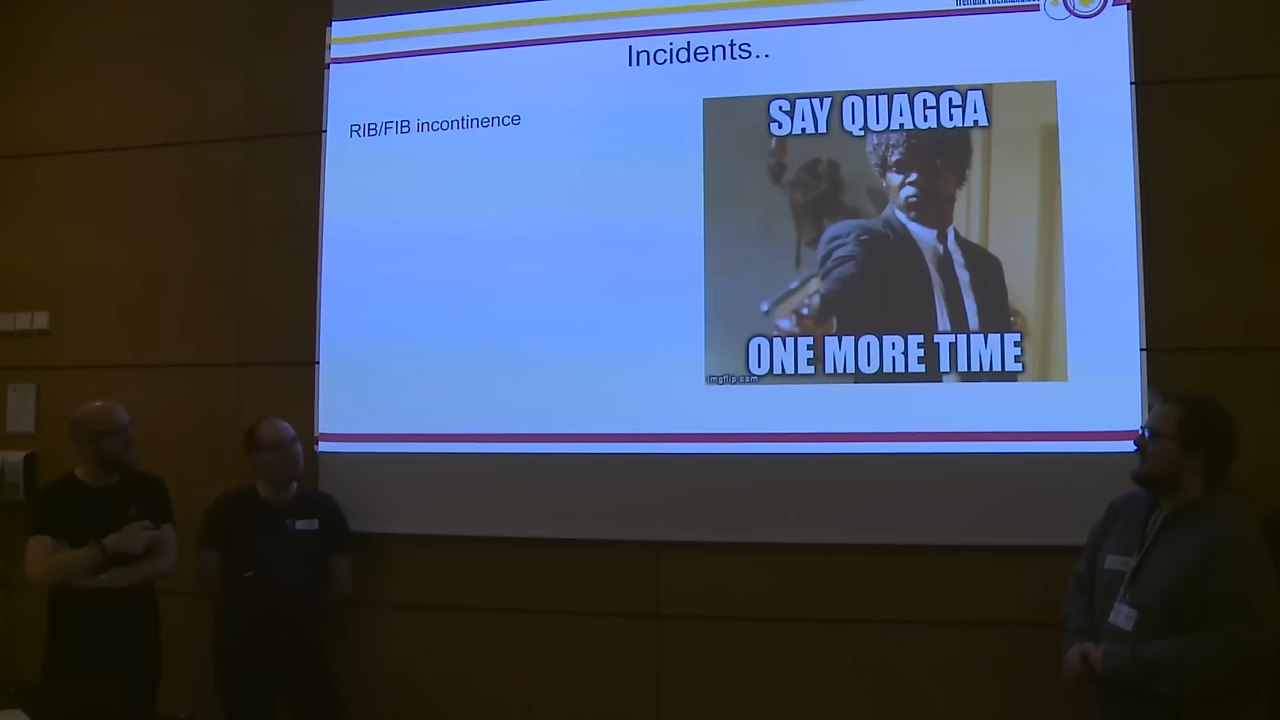 Incidents..
RIB/FIB incontinence
SAY QUAGGA
ONE MORE TIME
imgflip.com